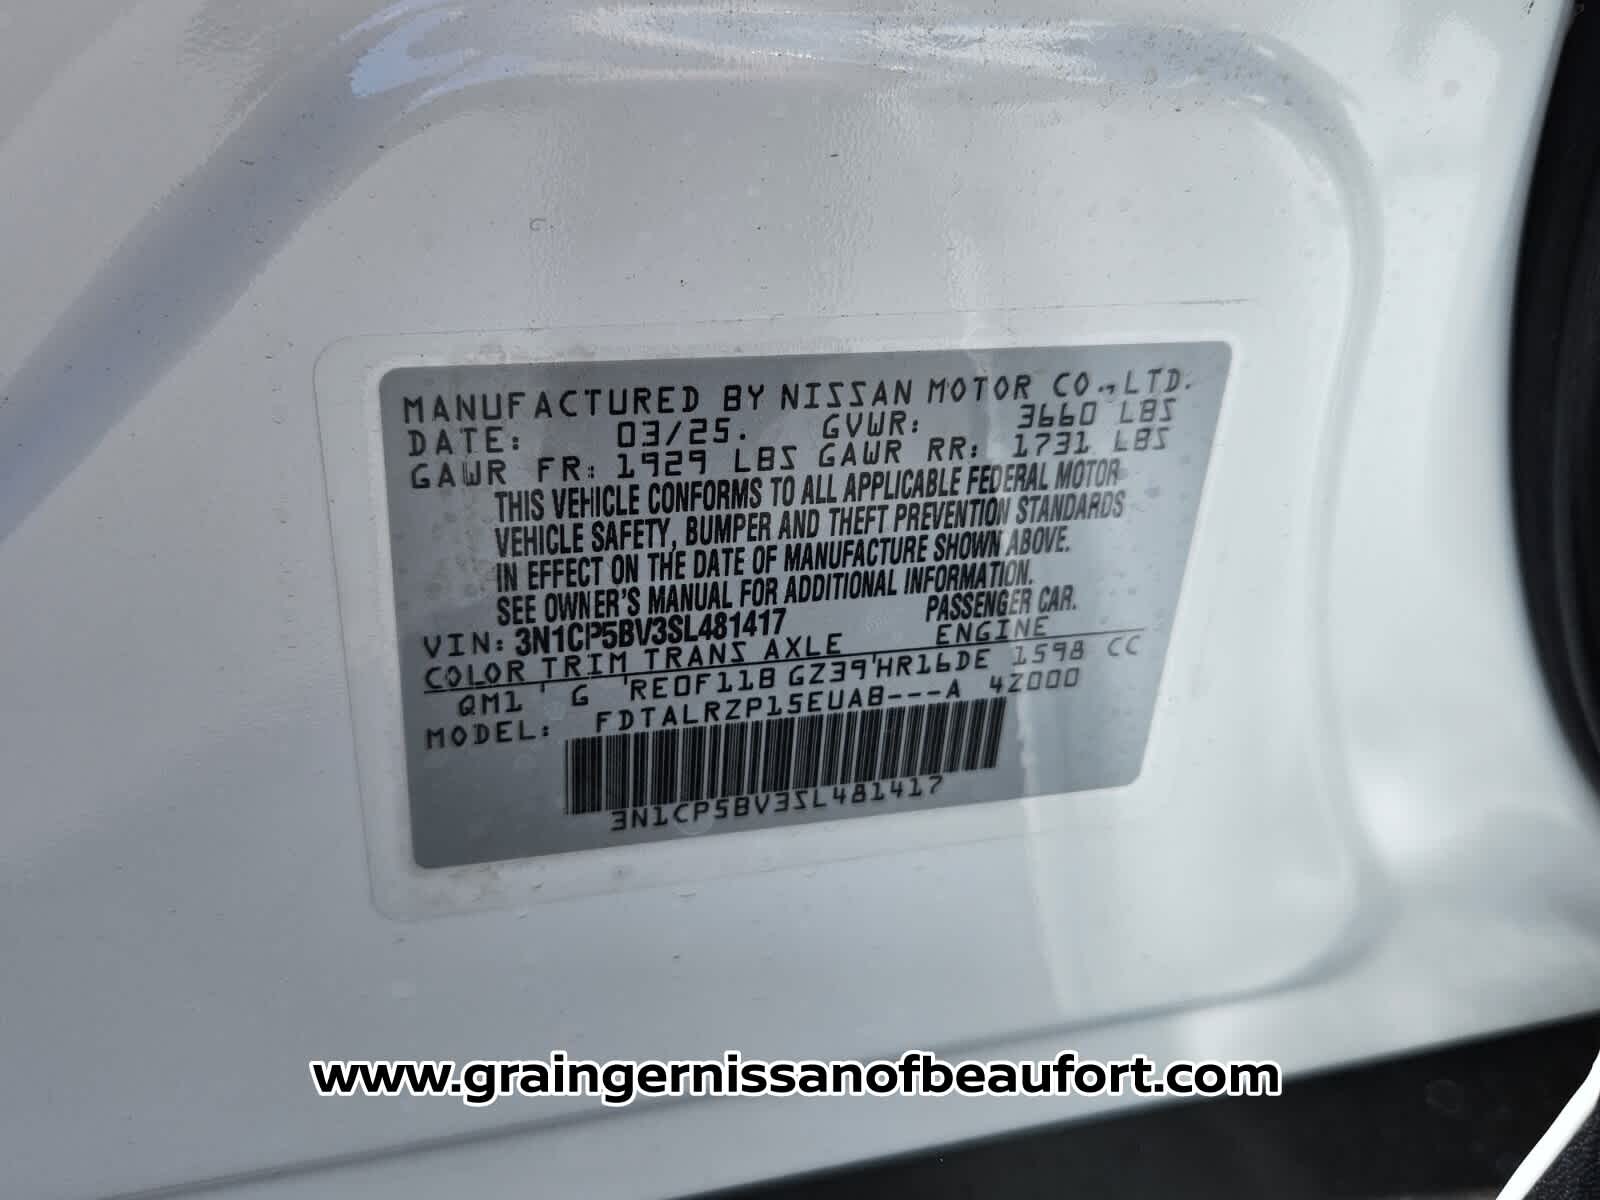 MANUFACTURED BY NISSAN MOTOR CO.,LTD.
DATE: 03/25. GVWR: 3660 LBS
GAWR FR: 1929 LBS GAWR RR: 1731 LBS
THIS VEHICLE CONFORMS TO ALL APPLICABLE FEDERAL MOTOR
VEHICLE SAFETY, BUMPER AND THEFT PREVENTION STANDARDS
IN EFFECT ON THE DATE OF MANUFACTURE SHOWN ABOVE.
SEE OWNER'S MANUAL FOR ADDITIONAL INFORMATION.
VIN: 3N1CP5BV3SL481417 PASSENGER CAR.
COLOR TRIM TRANS AXLE ENGINE
QM1 G RE0F11B GZ39 HR16DE 1598 CC
MODEL: FDTALRZP15EUAB---A 4Z000
3N1CP5BV3SL481417
www.graingernissanofbeaufort.com